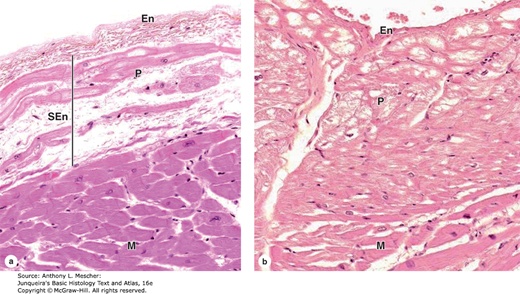 En
P
SEn
M
a
En
P
M
b
Source: Anthony L. Mescher:
Junqueira's Basic Histology Text and Atlas, 16e
Copyright © McGraw-Hill. All rights reserved.